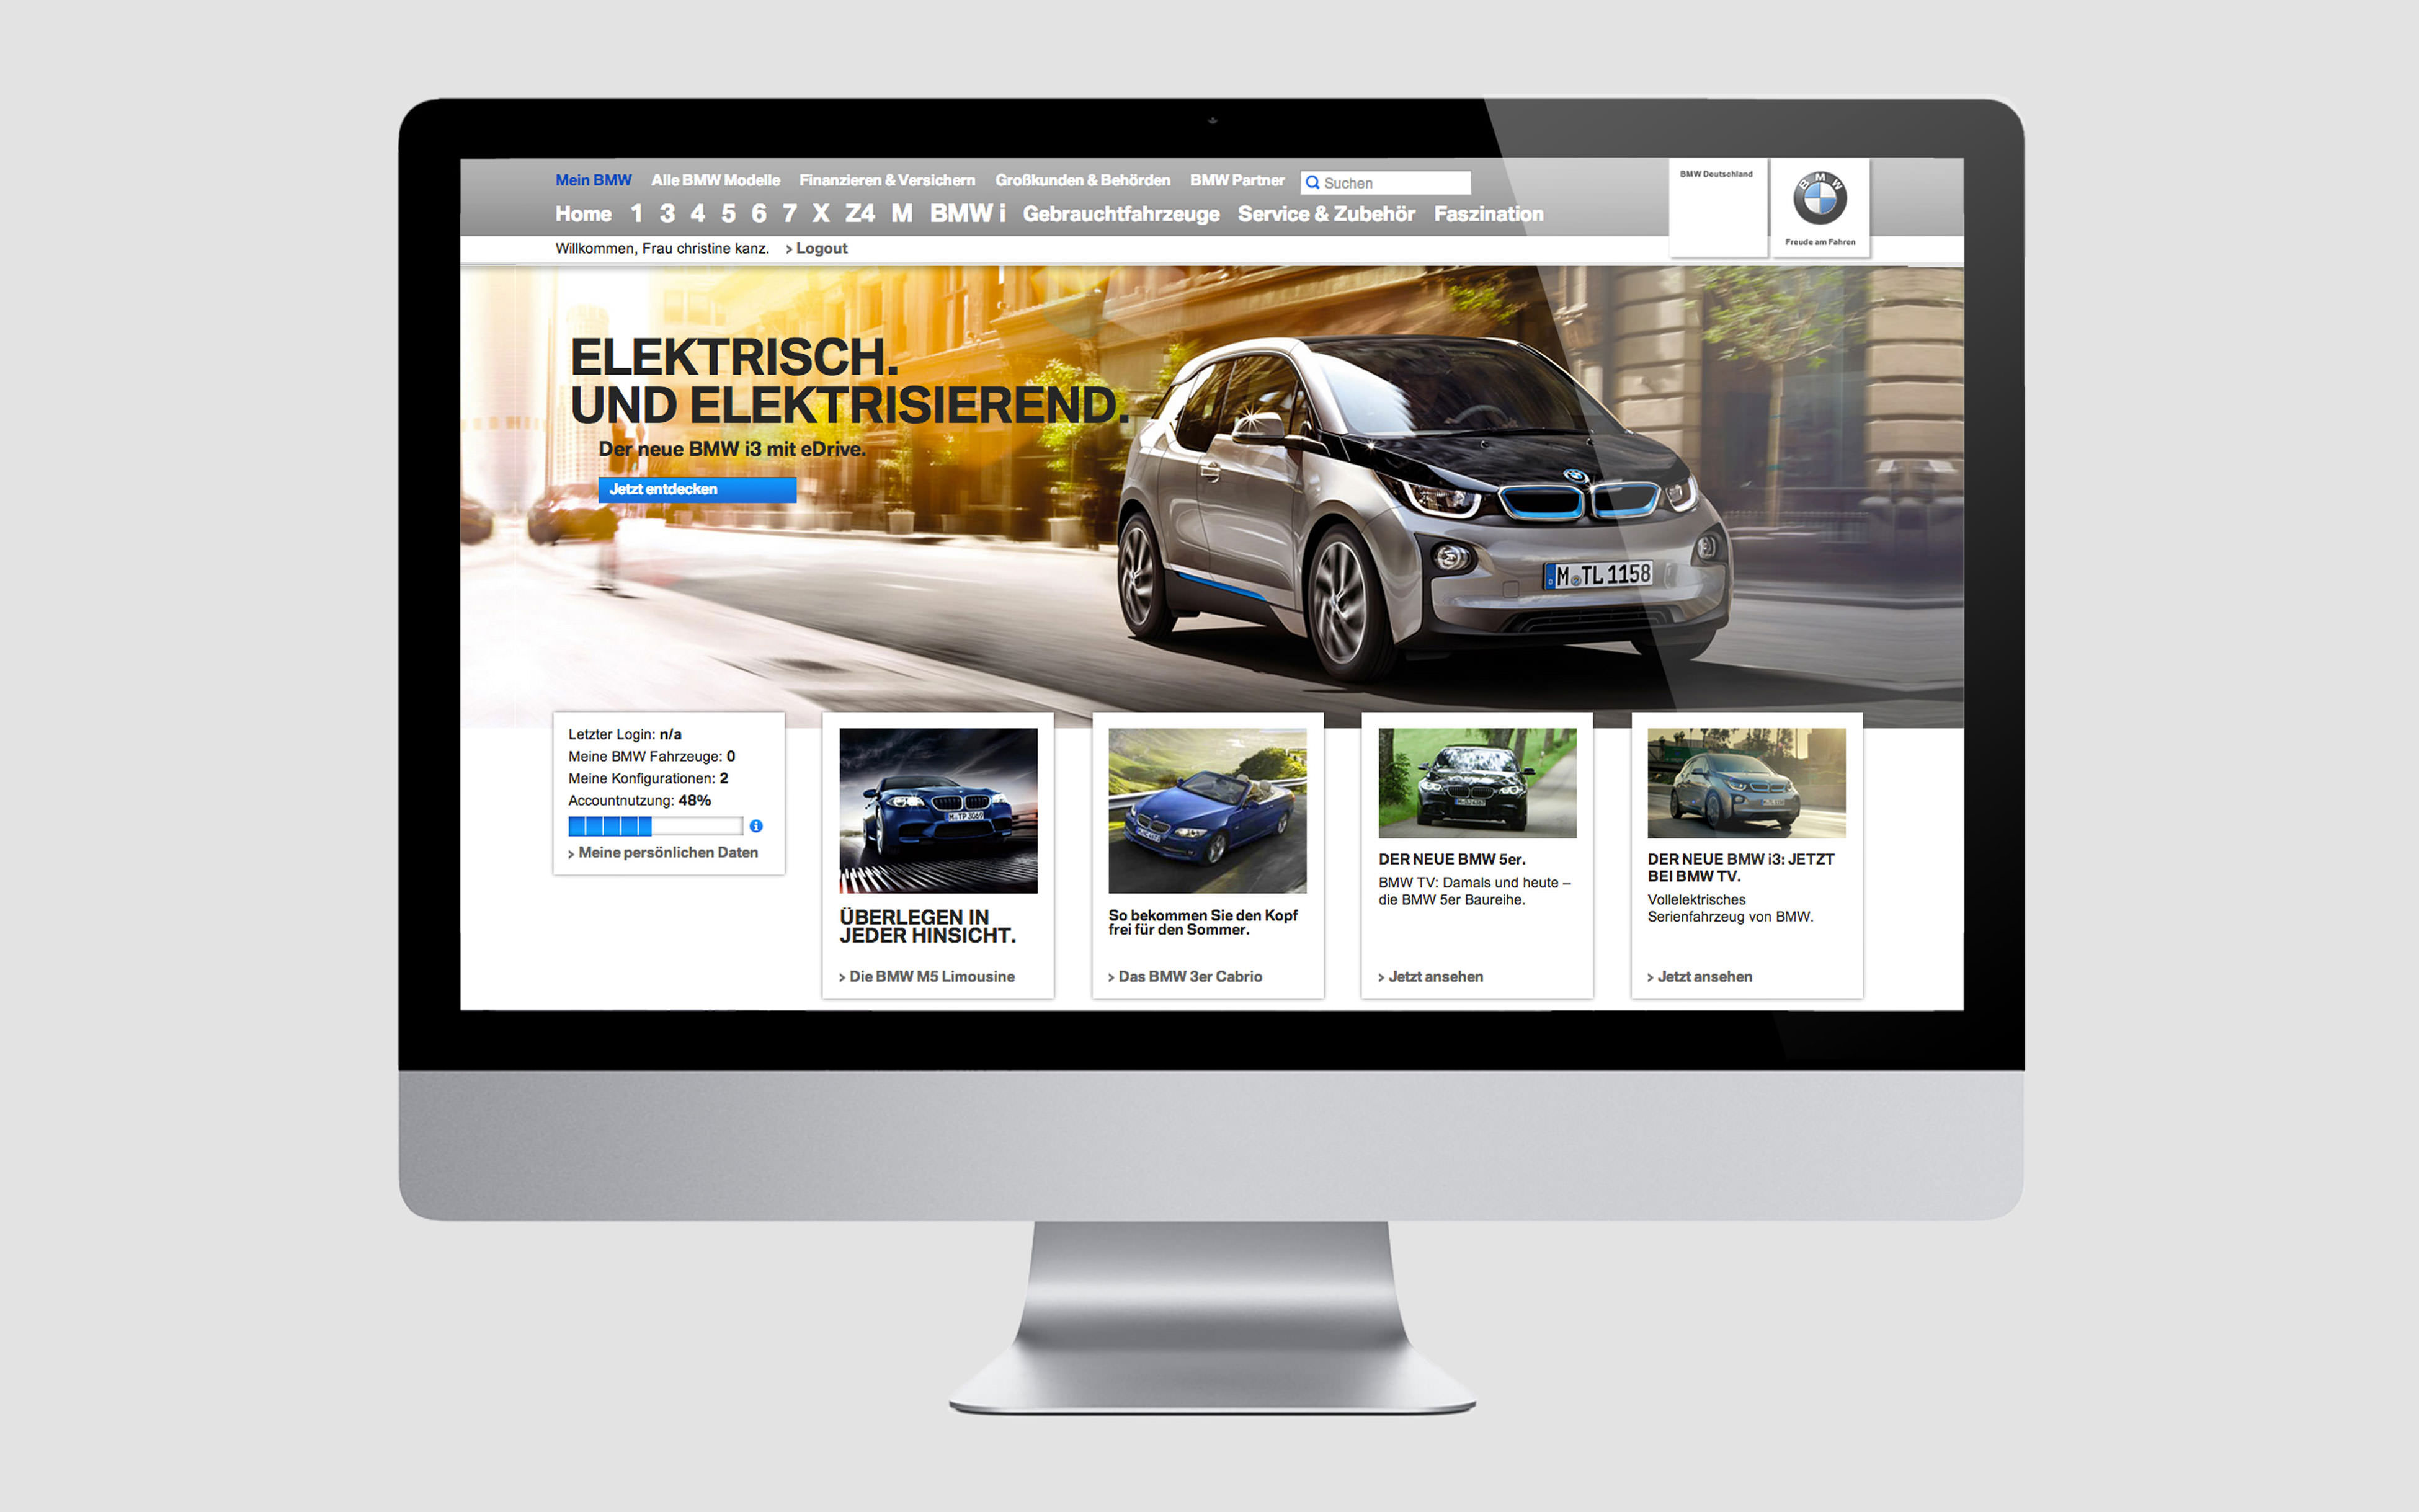 Mein BMW Alle BMW Modelle Finanzieren & Versichern Großkunden & Behörden BMW Partner Suchen
BMW Deutschland
BMW
Home 1 3 4 5 6 7 X Z4 M BMW i Gebrauchtfahrzeuge Service & Zubehör Faszination
Freude am Fahren
Willkommen, Frau christine kanz. › Logout
ELEKTRISCH.
UND ELEKTRISIEREND.
Der neue BMW i3 mit eDrive.
Jetzt entdecken
M TL 1158
Letzter Login: n/a
Meine BMW Fahrzeuge: 0
Meine Konfigurationen: 2
Accountnutzung: 48%
i
› Meine persönlichen Daten
M TP 3069
ÜBERLEGEN IN
JEDER HINSICHT.
› Die BMW M5 Limousine
So bekommen Sie den Kopf
frei für den Sommer.
› Das BMW 3er Cabrio
DER NEUE BMW 5er.
BMW TV: Damals und heute –
die BMW 5er Baureihe.
› Jetzt ansehen
DER NEUE BMW i3: JETZT
BEI BMW TV.
Vollelektrisches
Serienfahrzeug von BMW.
› Jetzt ansehen